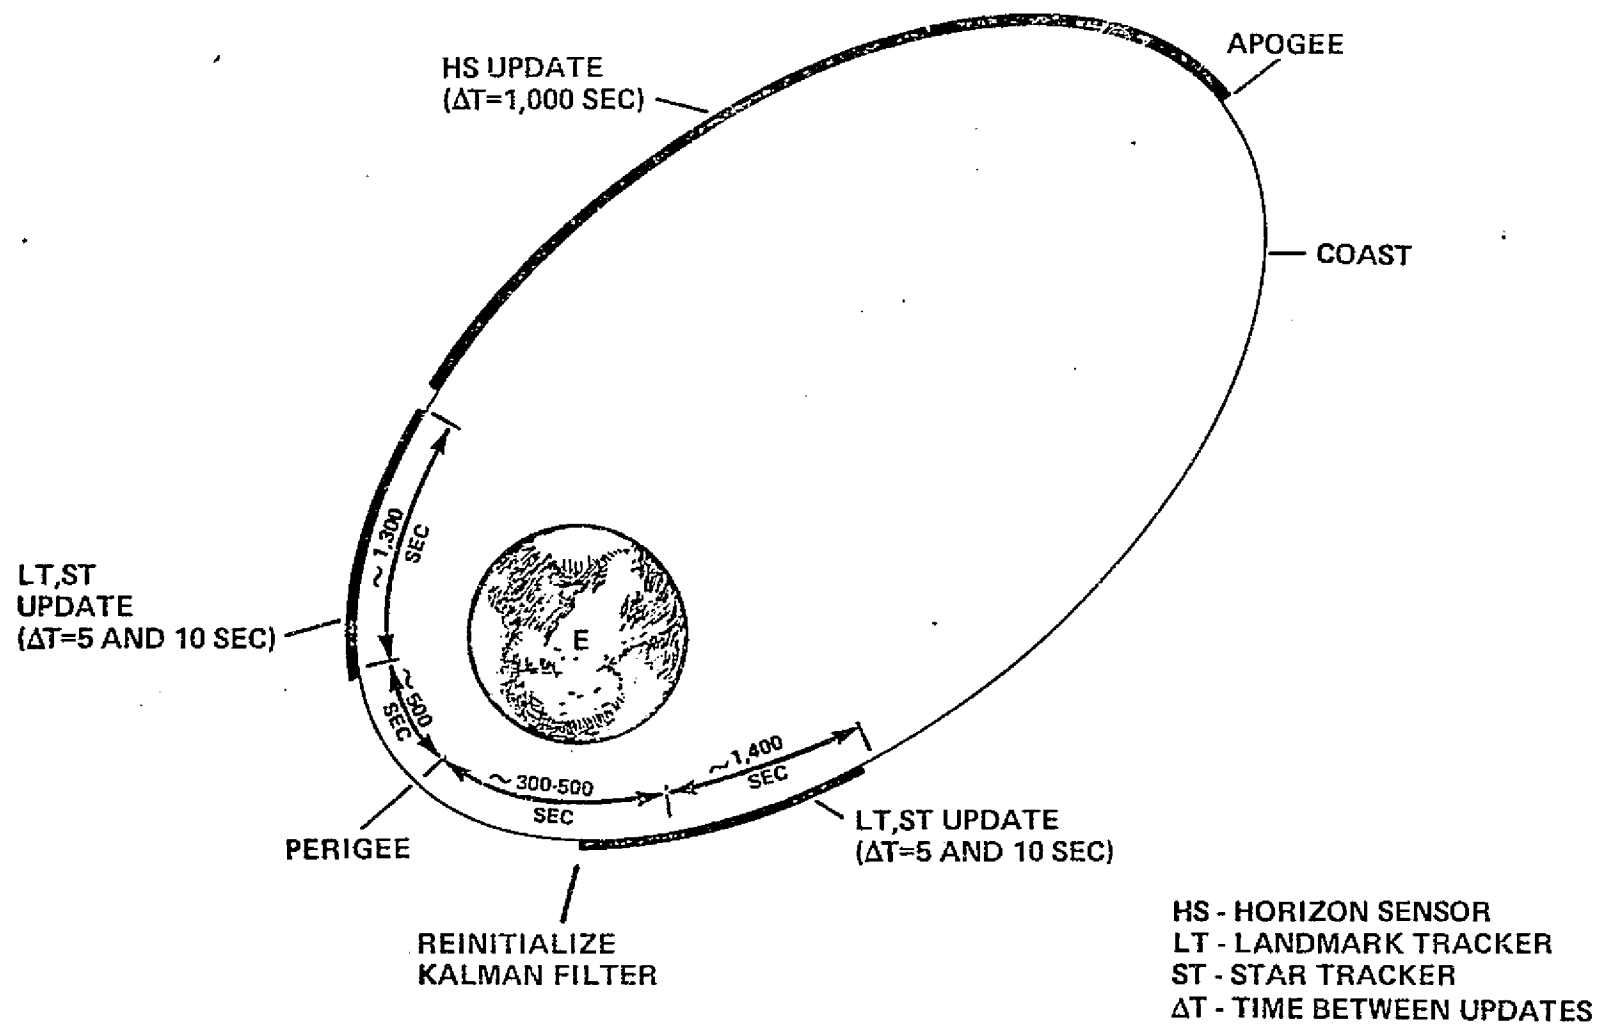 APOGEE
HS UPDATE
(ΔT=1,000 SEC)
COAST
~1,300
SEC
LT,ST
UPDATE
(ΔT=5 AND 10 SEC)
E
~500
SEC
~1,400
SEC
~300-500
SEC
PERIGEE
LT,ST UPDATE
(ΔT=5 AND 10 SEC)
REINITIALIZE
KALMAN FILTER
HS - HORIZON SENSOR
LT - LANDMARK TRACKER
ST - STAR TRACKER
ΔT - TIME BETWEEN UPDATES